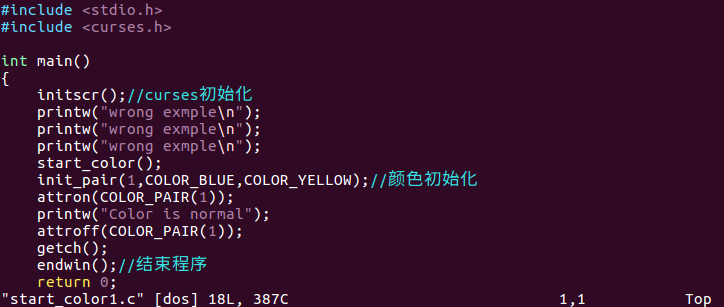 #include <stdio.h>
#include <curses.h>
int main()
{
    initscr();//curses初始化
    printw("wrong exmple\n");
    printw("wrong exmple\n");
    printw("wrong exmple\n");
    start_color();
    init_pair(1,COLOR_BLUE,COLOR_YELLOW);//颜色初始化
    attron(COLOR_PAIR(1));
    printw("Color is normal");
    attroff(COLOR_PAIR(1));
    getch();
    endwin();//结束程序
    return 0;
"start_color1.c" [dos] 18L, 387C 1,1 Top